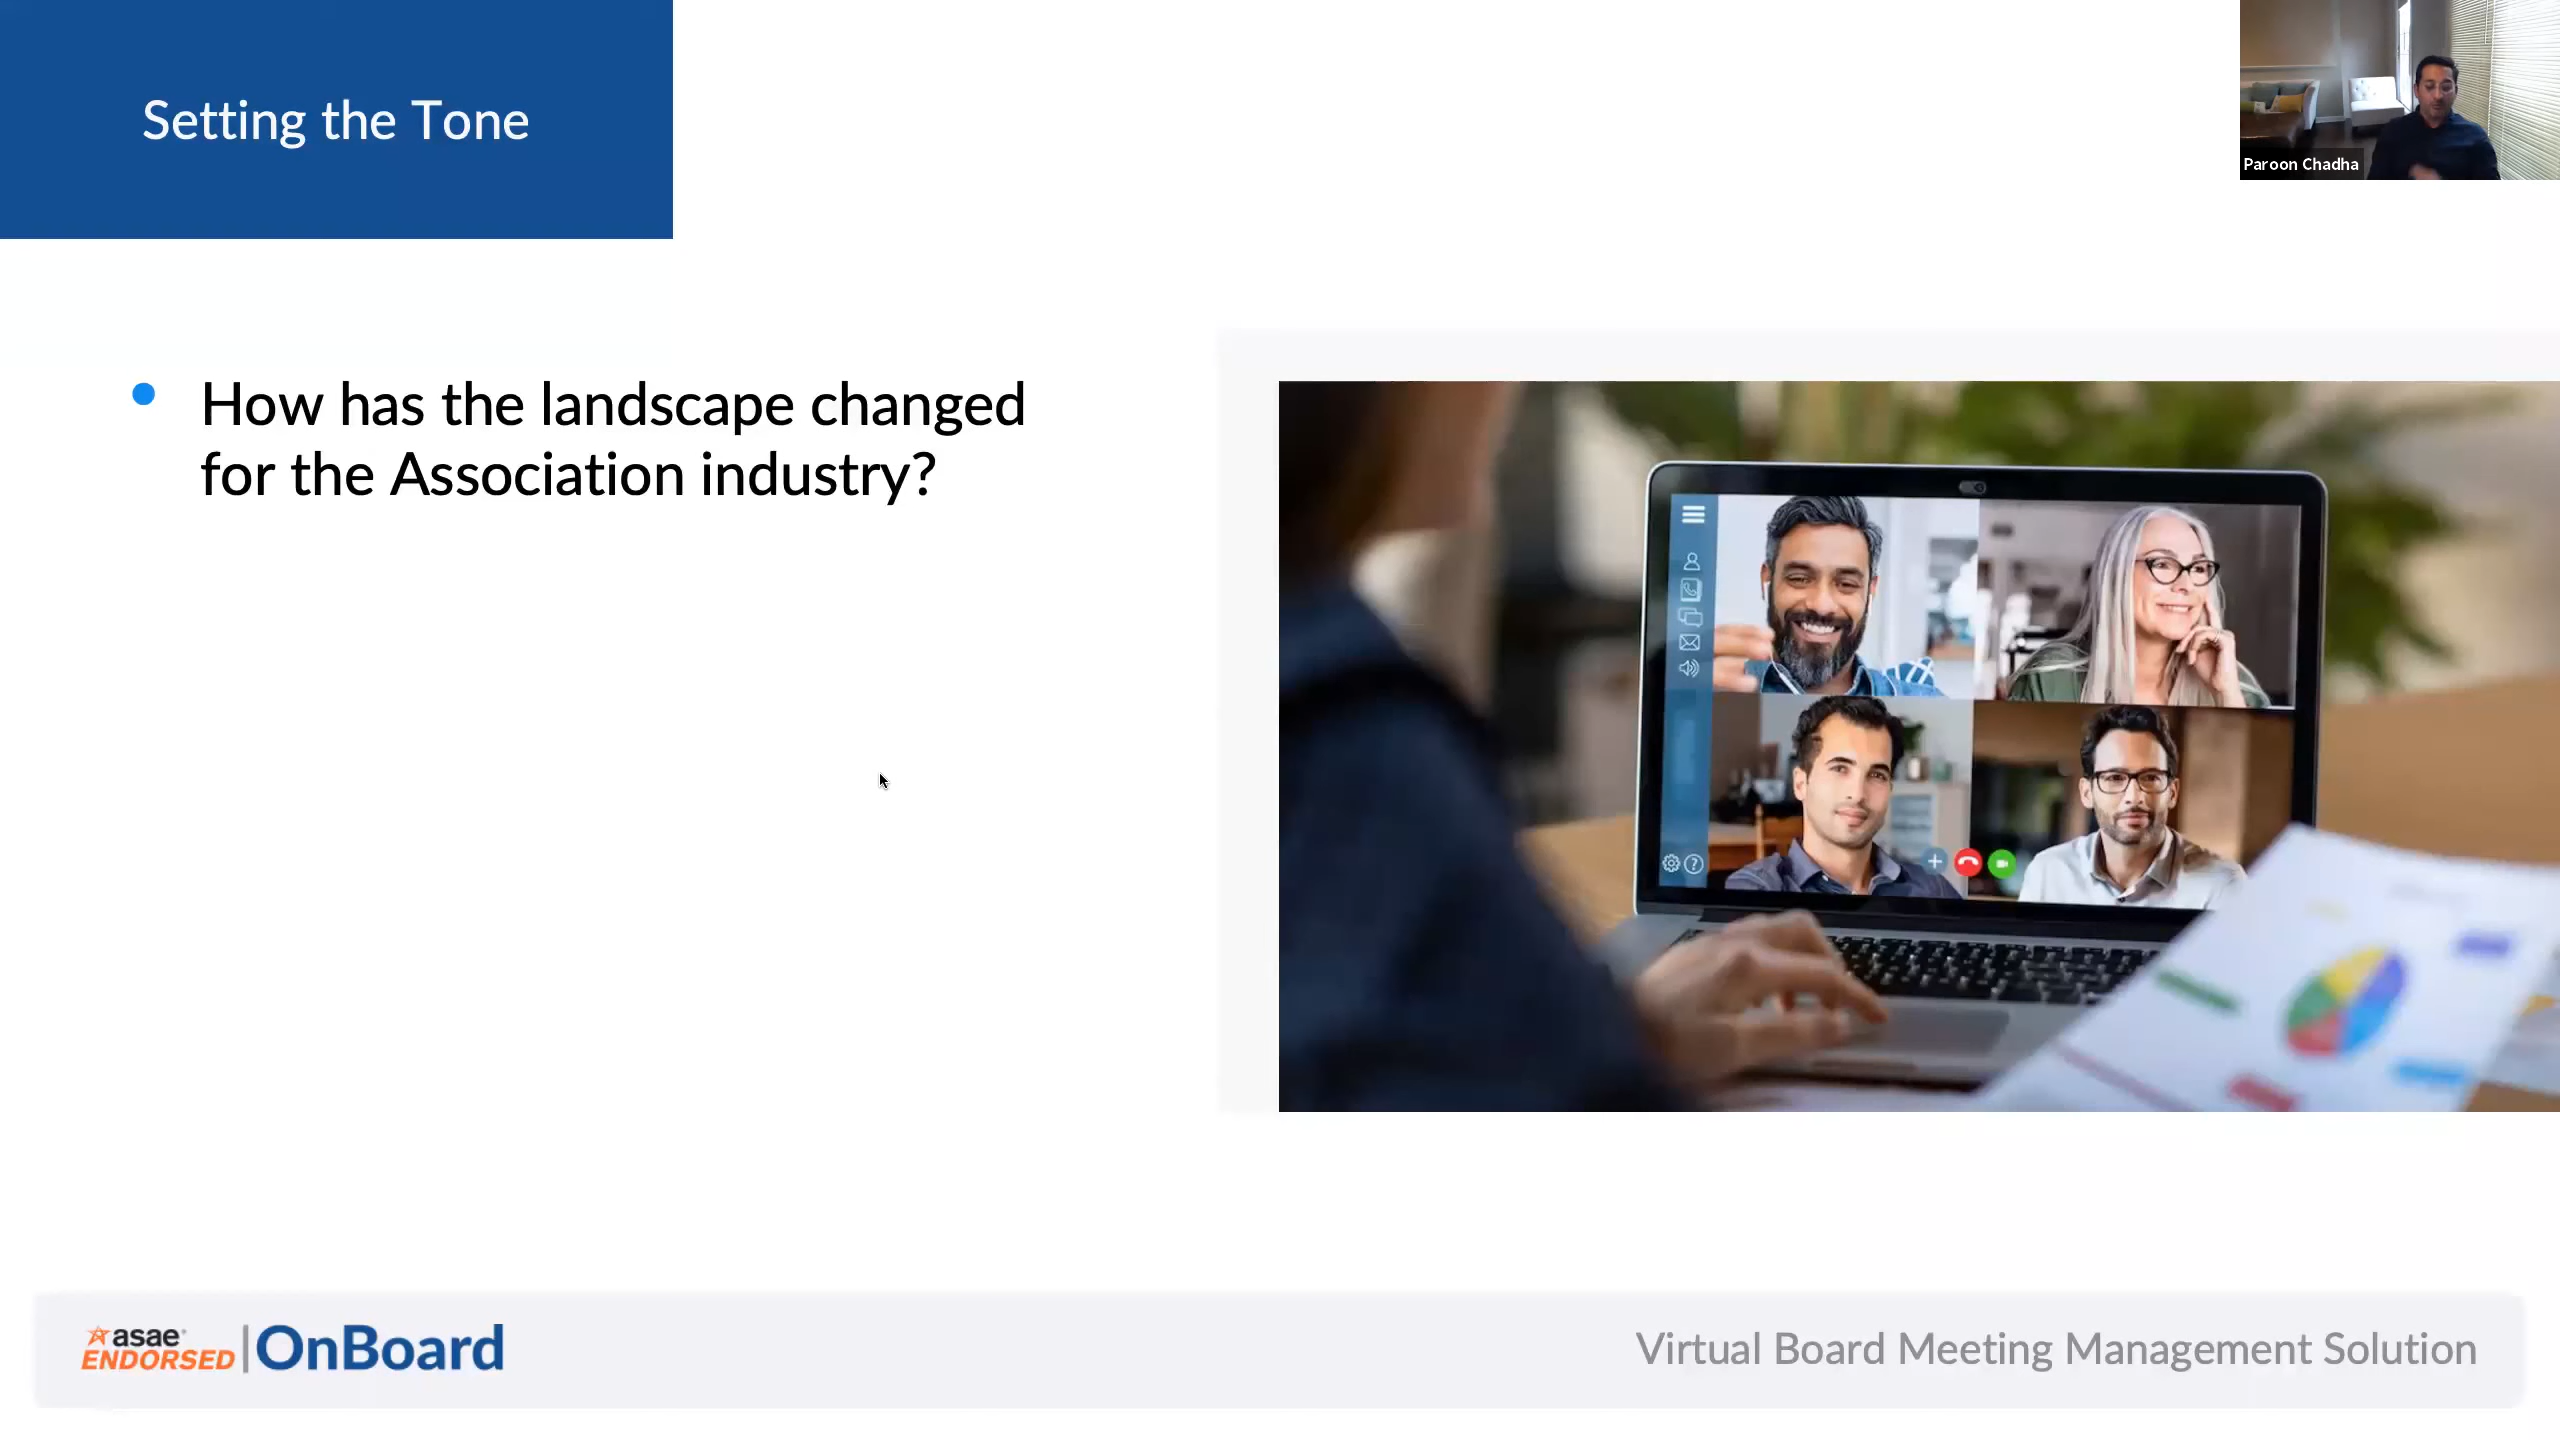 Setting the Tone
Paroon Chadha
• How has the landscape changed
for the Association industry?
asae®
ENDORSED
OnBoard
Virtual Board Meeting Management Solution